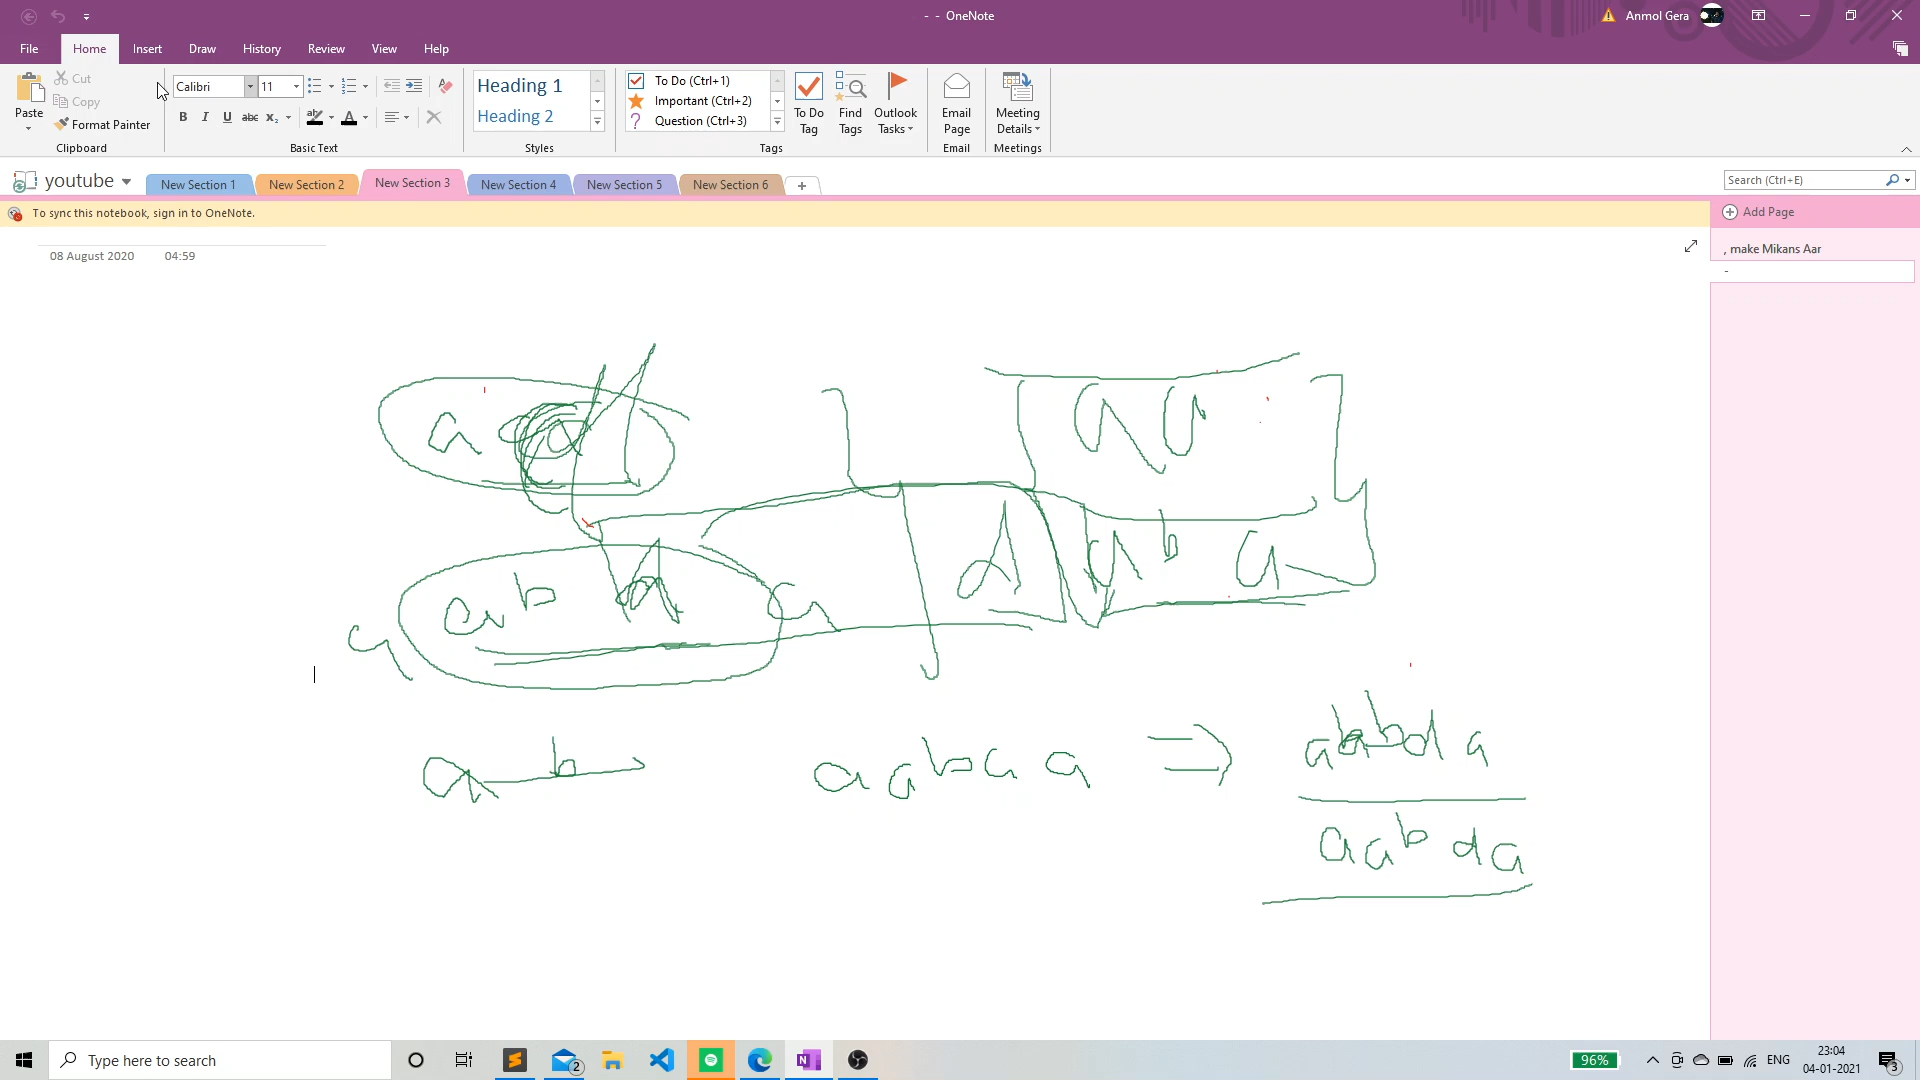 - - OneNote
Anmol Gera
File Home Insert Draw History Review View Help
Paste
Cut
Copy
Format Painter
Clipboard
Calibri 11
B I U abc X₂ A
Basic Text
Heading 1
Heading 2
Styles
To Do (Ctrl+1)
Important (Ctrl+2)
Question (Ctrl+3)
To Do Tag
Find Tags
Outlook Tasks
Tags
Email Page
Email
Meeting Details
Meetings
youtube
New Section 1 New Section 2 New Section 3 New Section 4 New Section 5 New Section 6 +
Search (Ctrl+E)
To sync this notebook, sign in to OneNote.
Add Page
, make Mikans Aar
-
08 August 2020 04:59
a a
a a
a b a a
d a b a
a b
a a b a a
a b b d a
a a b d a
Type here to search
2
96%
ENG
23:04
04-01-2021
3